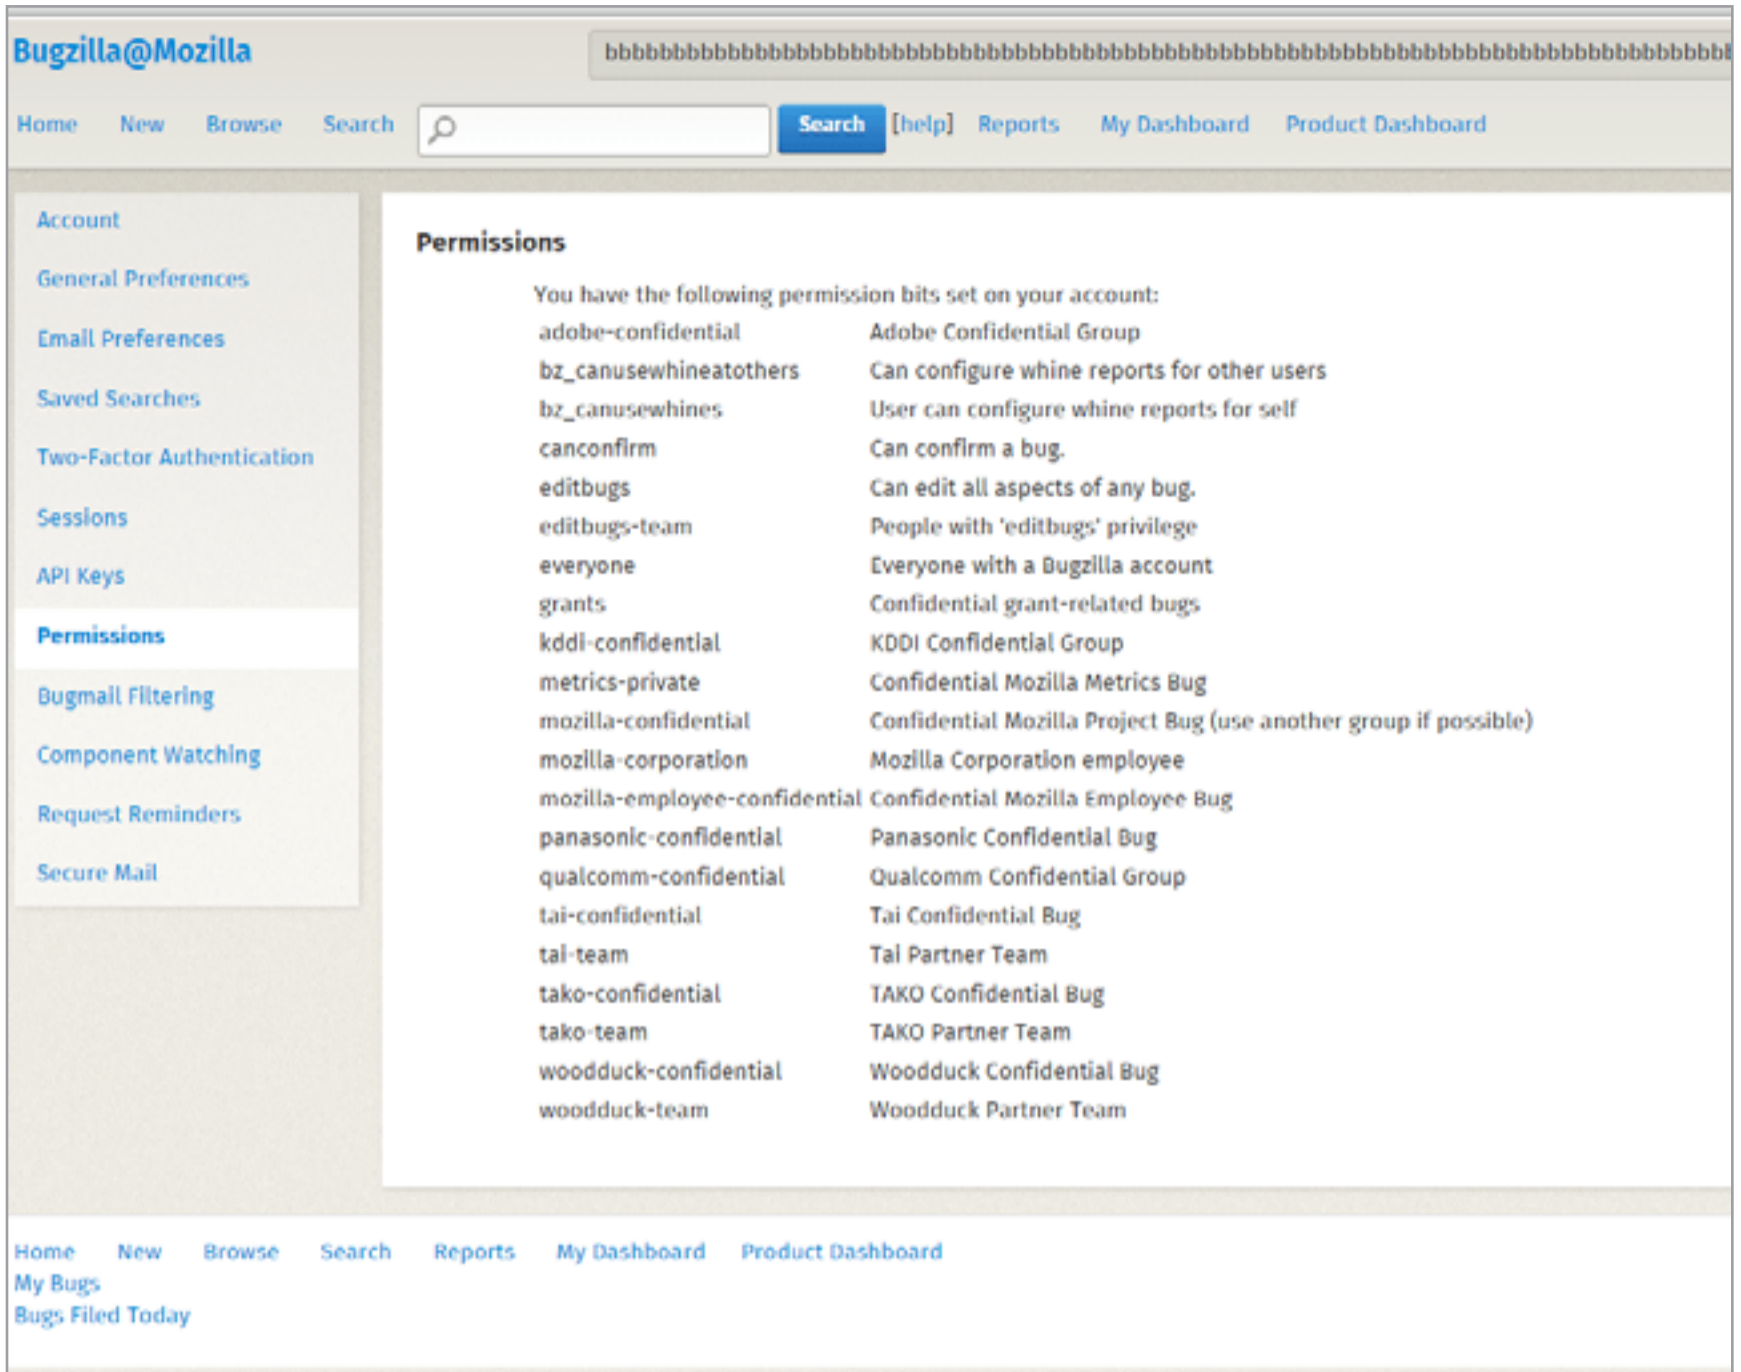 Bugzilla@Mozilla
Home New Browse Search Search [help] Reports My Dashboard Product Dashboard
Account
General Preferences
Email Preferences
Saved Searches
Two-Factor Authentication
Sessions
API Keys
Permissions
Bugmail Filtering
Component Watching
Request Reminders
Secure Mail
Permissions
You have the following permission bits set on your account:
adobe-confidential Adobe Confidential Group
bz_canusewhineatothers Can configure whine reports for other users
bz_canusewhines User can configure whine reports for self
canconfirm Can confirm a bug.
editbugs Can edit all aspects of any bug.
editbugs-team People with 'editbugs' privilege
everyone Everyone with a Bugzilla account
grants Confidential grant-related bugs
kddi-confidential KDDI Confidential Group
metrics-private Confidential Mozilla Metrics Bug
mozilla-confidential Confidential Mozilla Project Bug (use another group if possible)
mozilla-corporation Mozilla Corporation employee
mozilla-employee-confidential Confidential Mozilla Employee Bug
panasonic-confidential Panasonic Confidential Bug
qualcomm-confidential Qualcomm Confidential Group
tai-confidential Tai Confidential Bug
tai-team Tai Partner Team
tako-confidential TAKO Confidential Bug
tako-team TAKO Partner Team
woodduck-confidential Woodduck Confidential Bug
woodduck-team Woodduck Partner Team
Home New Browse Search Reports My Dashboard Product Dashboard
My Bugs
Bugs Filed Today